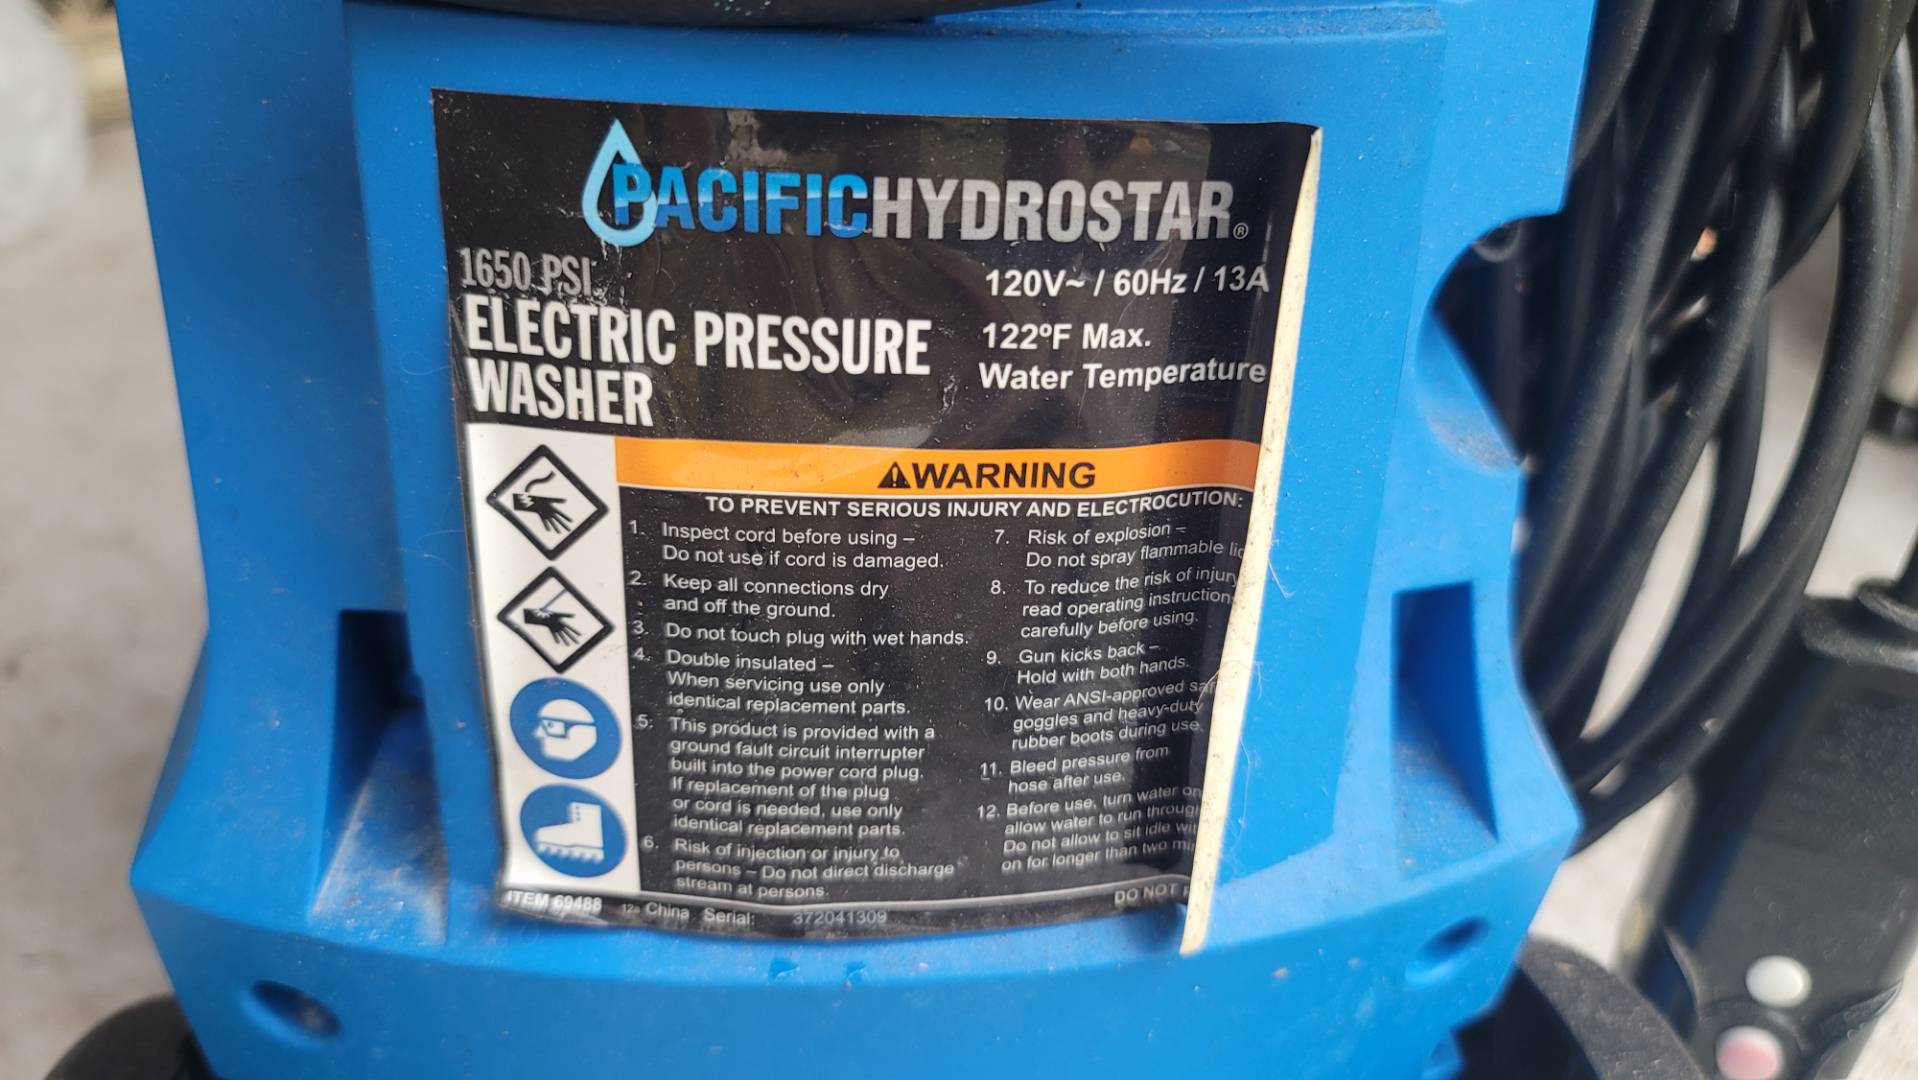 PACIFICHYDROSTAR®
1650 PSI
ELECTRIC PRESSURE
WASHER
120V~ / 60Hz / 13A
122ºF Max.
Water Temperature
⚠WARNING
TO PREVENT SERIOUS INJURY AND ELECTROCUTION:
1. Inspect cord before using –
Do not use if cord is damaged.
2. Keep all connections dry
and off the ground.
3. Do not touch plug with wet hands.
4. Double insulated –
When servicing use only
identical replacement parts.
5. This product is provided with a
ground fault circuit interrupter
built into the power cord plug.
If replacement of the plug
or cord is needed, use only
identical replacement parts.
6. Risk of injection or injury to
persons – Do not direct discharge
stream at persons.
7. Risk of explosion –
Do not spray flammable
8. To reduce the risk of injury
read operating instruction
carefully before using.
9. Gun kicks back –
Hold with both hands.
10. Wear ANSI-approved
goggles and heavy-duty
rubber boots during use.
11. Bleed pressure from
hose after use.
12. Before use, turn water on
allow water to run through
Do not allow to sit idle
on for longer than two
ITEM 69488 12a China Serial: 372041309
DO NOT